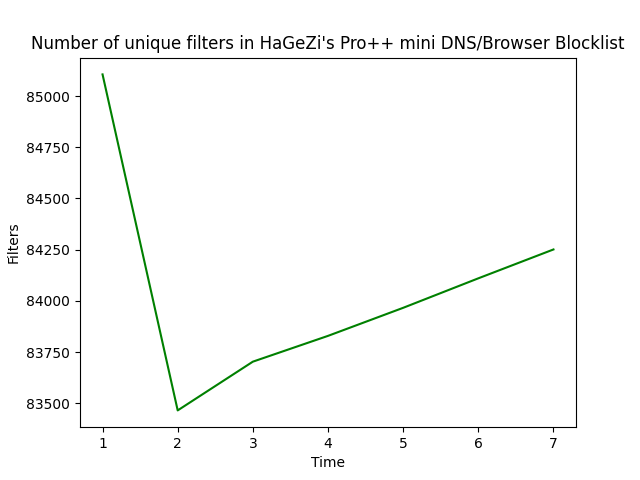 Number of unique filters in HaGeZi's Pro++ mini DNS/Browser Blocklist
85000
84750
84500
84250
84000
83750
83500
Filters
1 2 3 4 5 6 7
Time